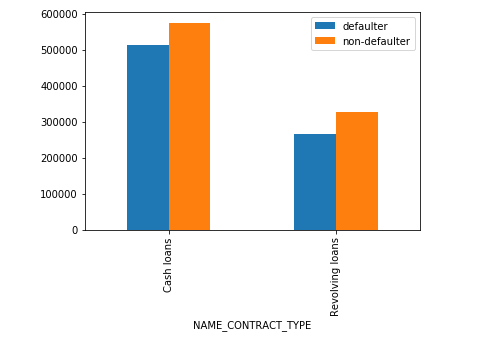 600000
500000
400000
300000
200000
100000
0
defaulter
non-defaulter
Cash loans
Revolving loans
NAME_CONTRACT_TYPE